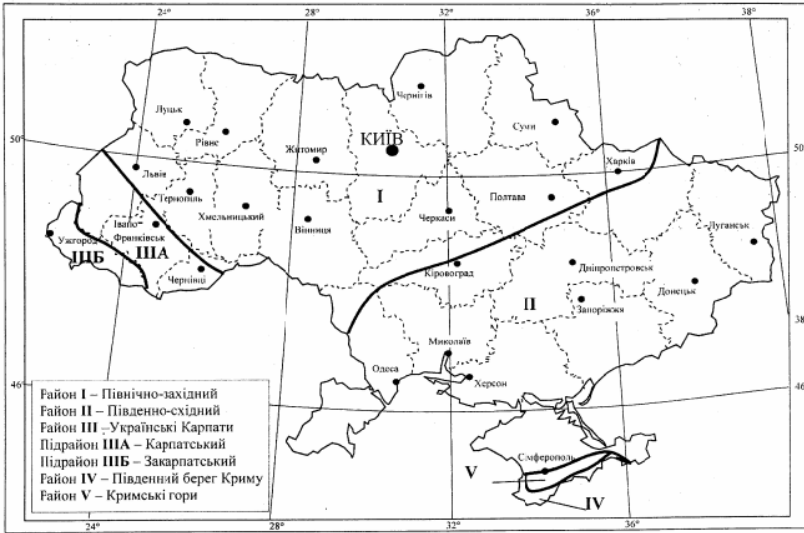 24°
28°
32°
36°
38°
Чернігів
Луцьк
Рівне
Суми
50°
Житомир
КИЇВ
Харків
50°
Львів
Тернопіль
I
Полтава
Хмельницький
Черкаси
Івано
Франківськ
Вінниця
Луганськ
Ужгород
ІІІА
ІІІБ
Чернівці
Кіровоград
Дніпропетровськ
II
Донецьк
Запоріжжя
38
Миколаїв
46°
Одеса
Херсон
46
Район I – Північно-західний
Район II – Південно-східний
Район III – Українські Карпати
Підрайон ІІІА – Карпатський
Підрайон ІІІБ – Закарпатський
Район IV – Південний берег Криму
Район V – Кримські гори
Сімферополь
V
IV
24°
28°
32°
36°